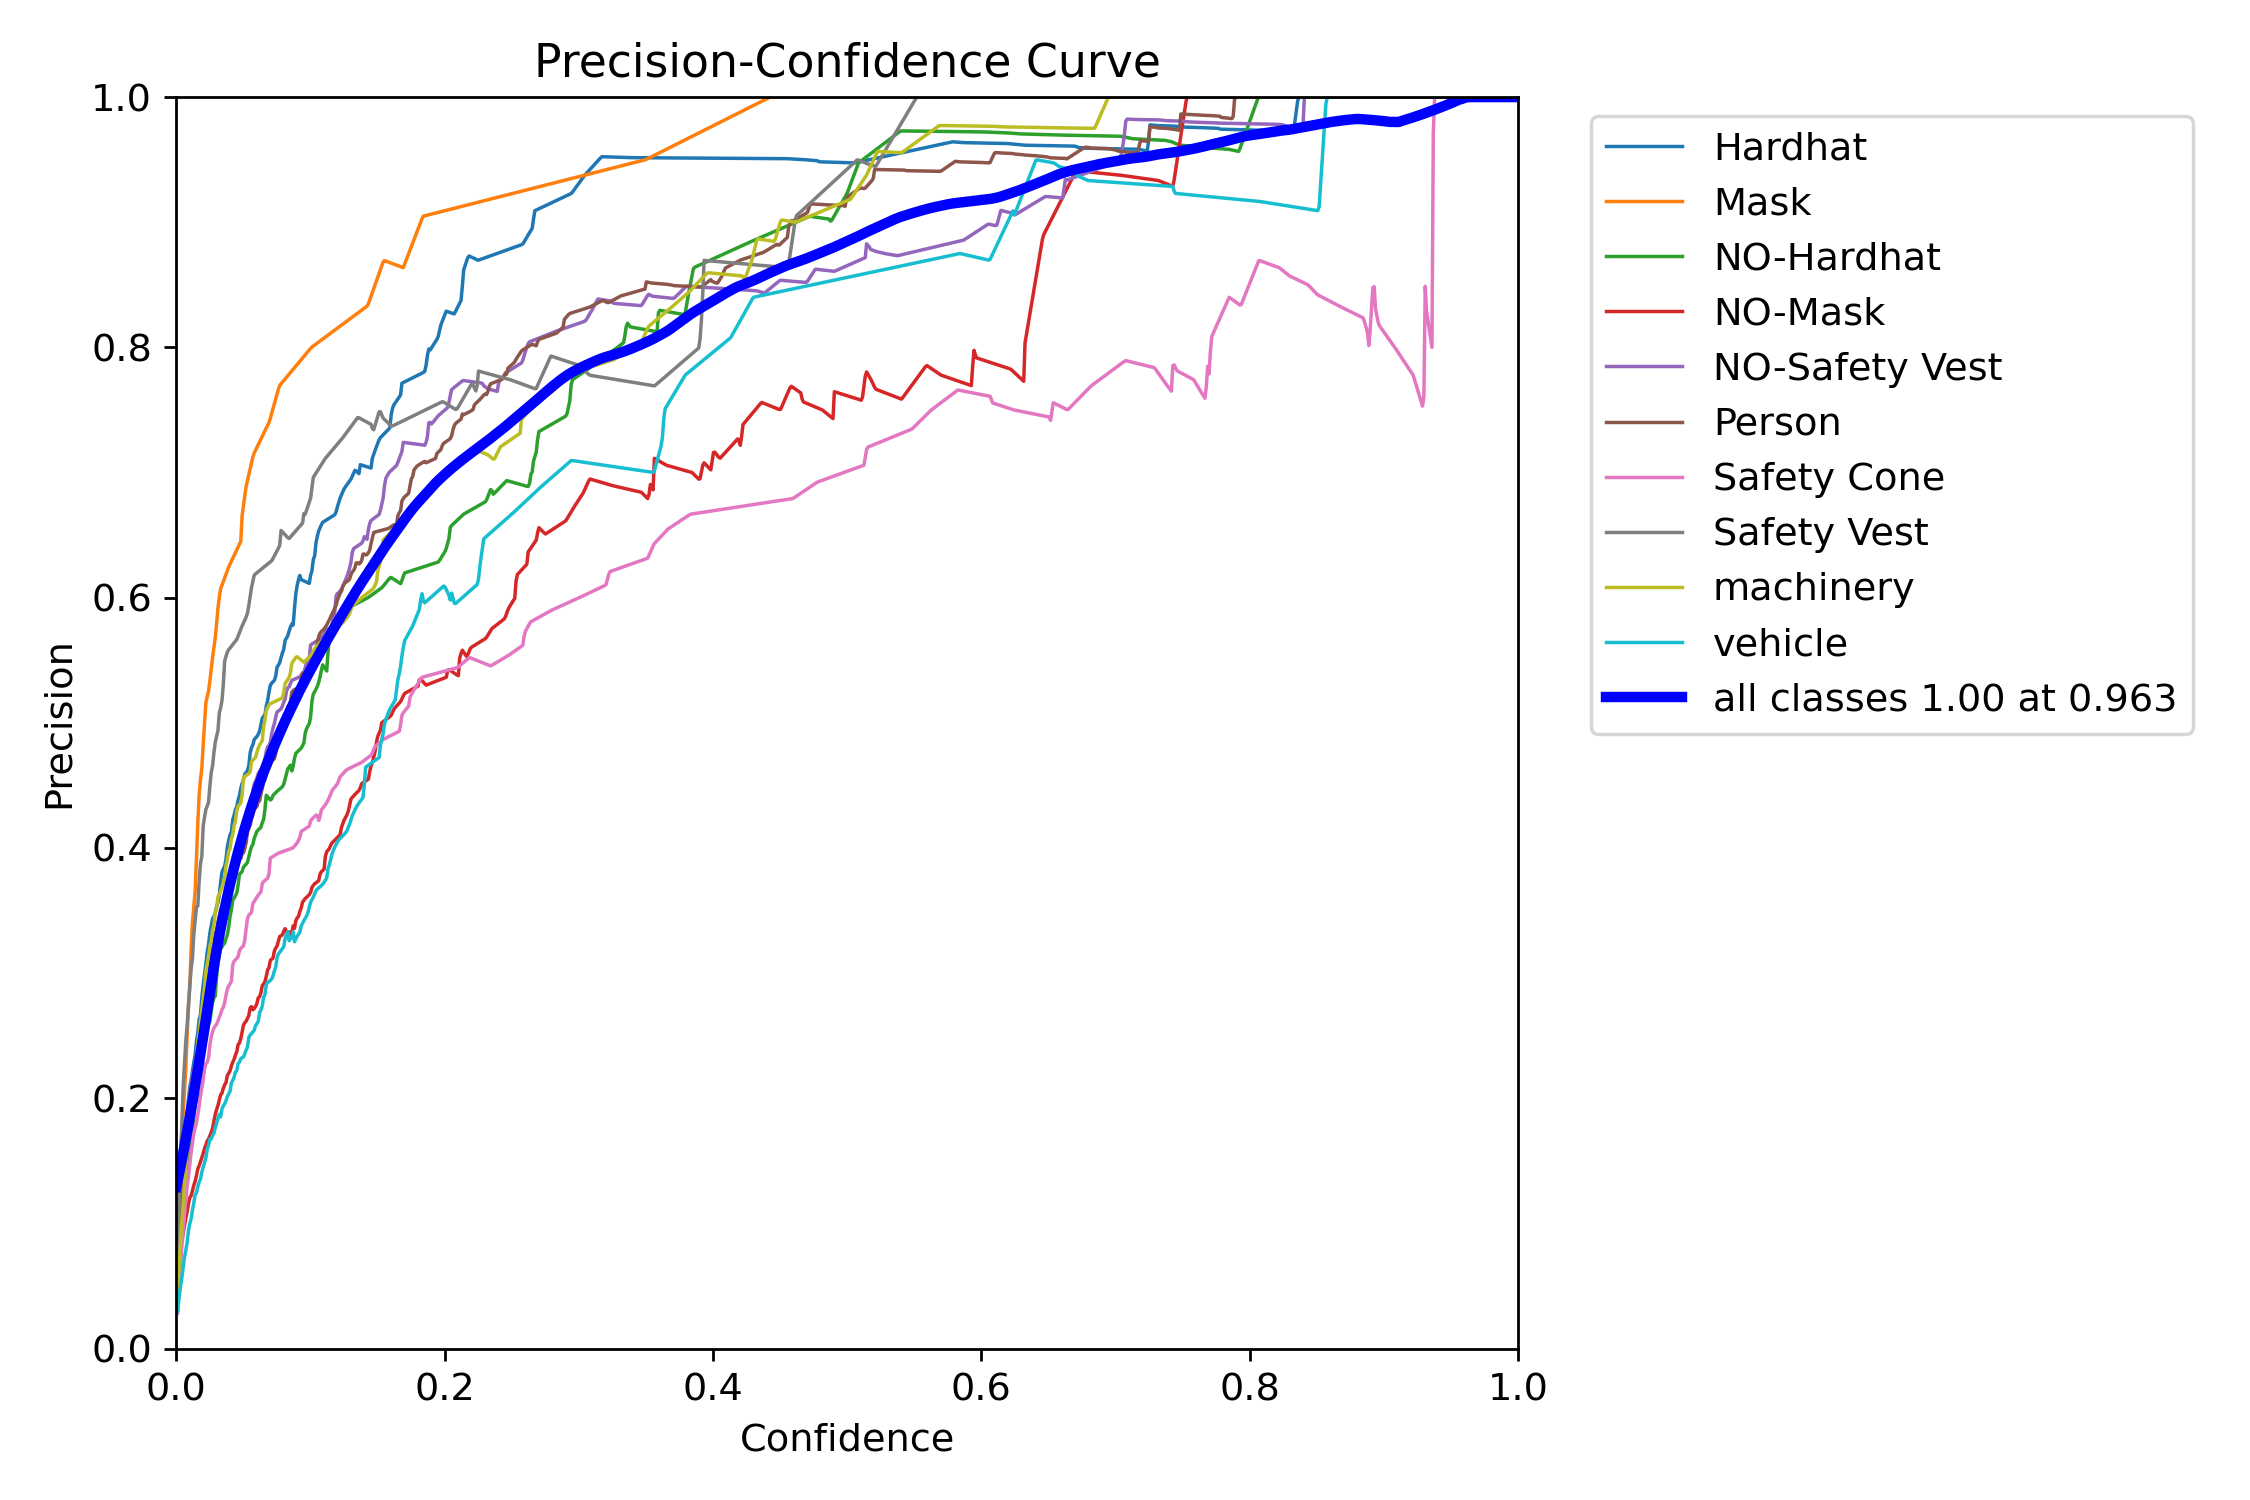 Precision-Confidence Curve
1.0
0.8
0.6
0.4
0.2
0.0
Precision
0.0 0.2 0.4 0.6 0.8 1.0
Confidence
Hardhat
Mask
NO-Hardhat
NO-Mask
NO-Safety Vest
Person
Safety Cone
Safety Vest
machinery
vehicle
all classes 1.00 at 0.963